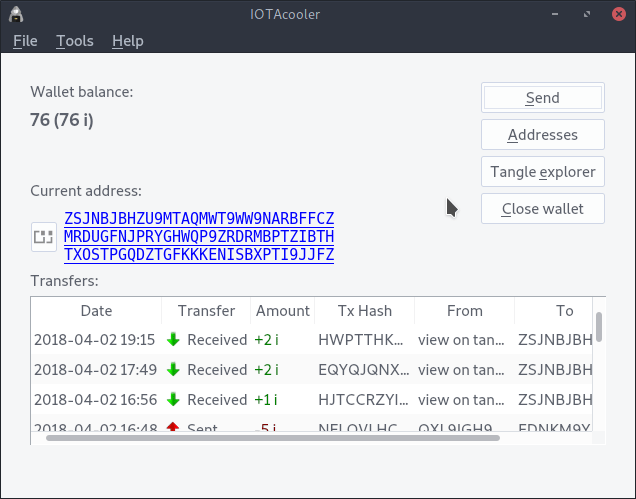 IOTAcooler
File Tools Help
Wallet balance:
76 (76 i)
Send
Addresses
Tangle explorer
Close wallet
Current address:
ZSJNBJBHZU9MTAQMWT9WW9NARBFFCZ
MRDUGFNJPRYGHWQP9ZRDRMBPTZIBTH
TXOSTPGQDZTGFKKKENISBXPTI9JJFZ
Transfers:
Date Transfer Amount Tx Hash From To
2018-04-02 19:15 Received +2 i HWPTTHK... view on tan... ZSJNBJBH
2018-04-02 17:49 Received +2 i EQYQJQNX... view on tan... ZSJNBJBH
2018-04-02 16:56 Received +1 i HJTCCRZYI... view on tan... ZSJNBJBH
2018-04-02 16:48 Sent -5 i